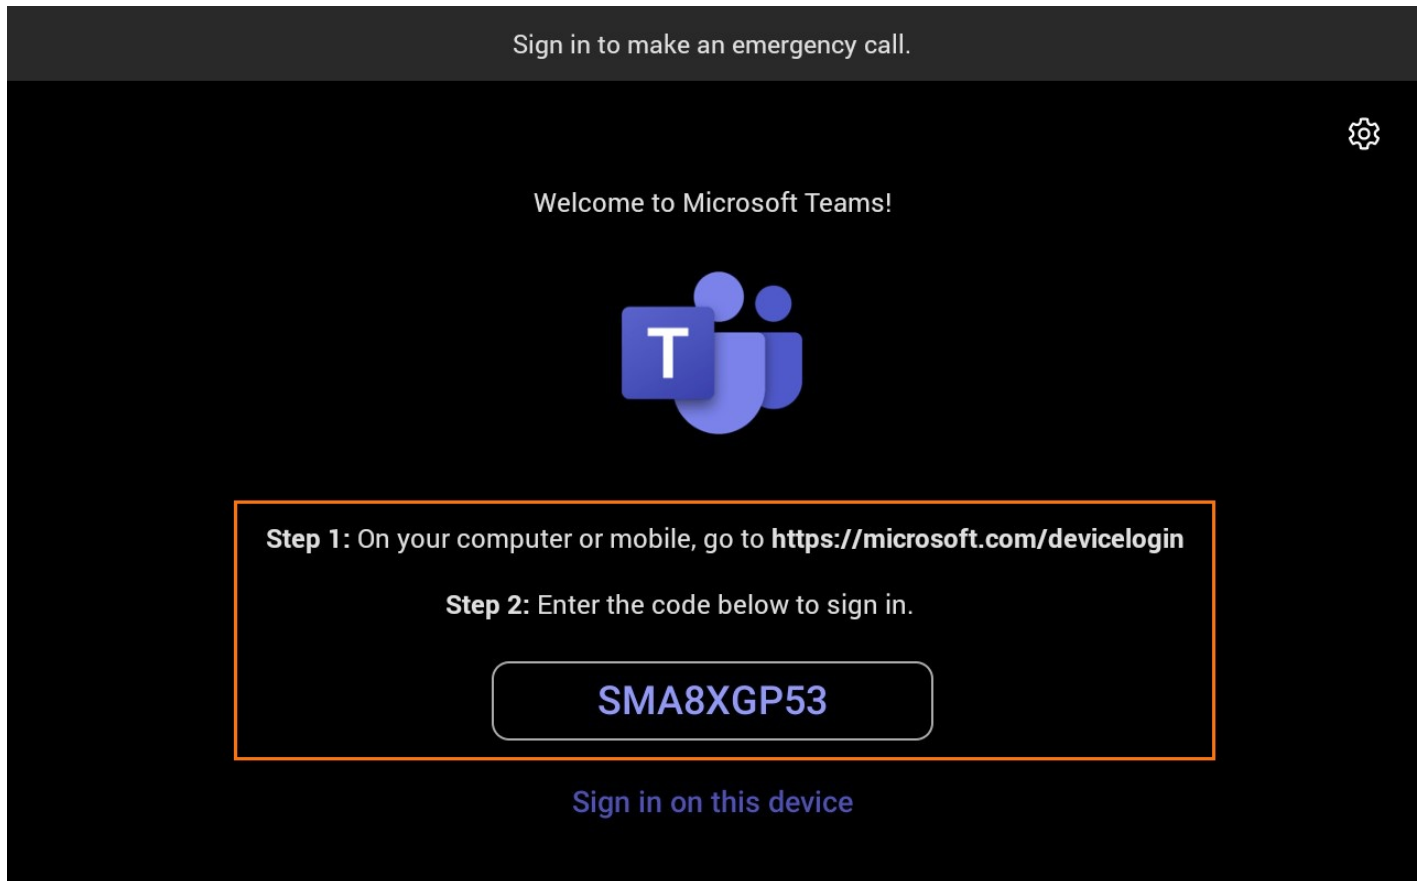 Sign in to make an emergency call.
Welcome to Microsoft Teams!
T
Step 1: On your computer or mobile, go to https://microsoft.com/devicelogin
Step 2: Enter the code below to sign in.
SMA8XGP53
Sign in on this device